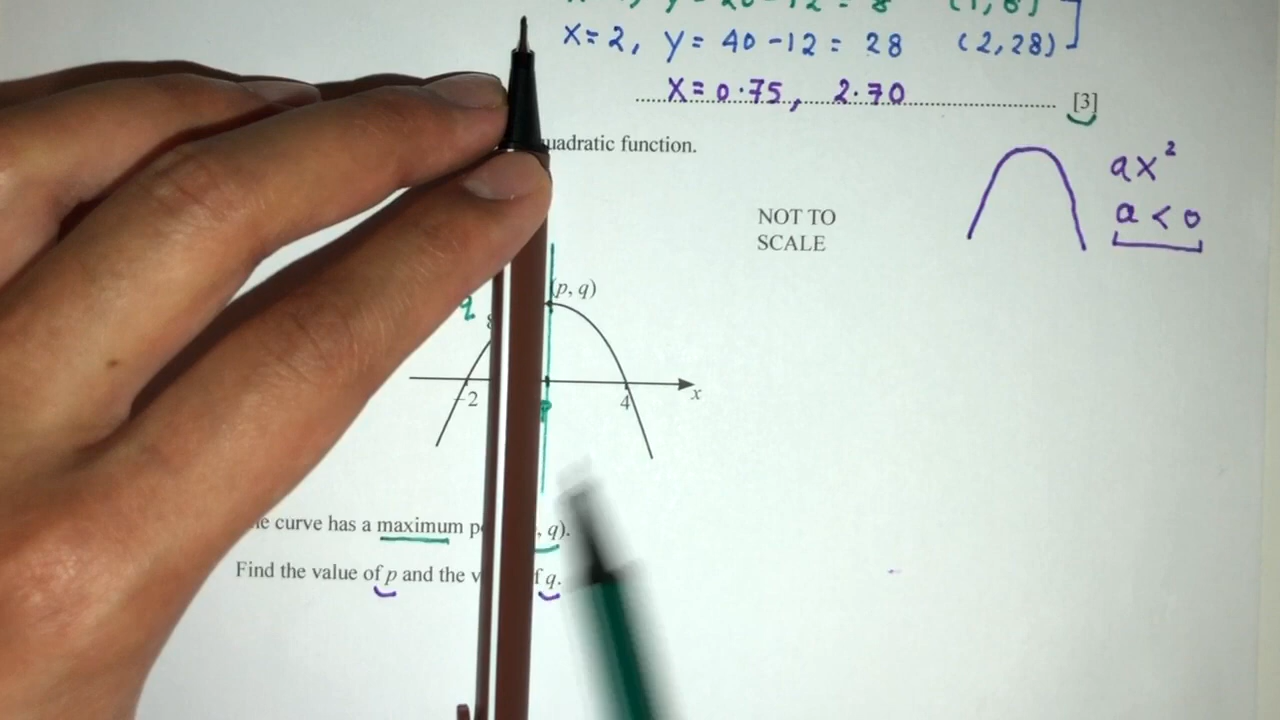 x=2, y=40-12=28 (2,28)
x=0.75, 2.70 [3]
quadratic function.
ax²
a<0
NOT TO
SCALE
(p, q)
q
-2 p 4 x
curve has a maximum , q).
Find the value of p and the f q.